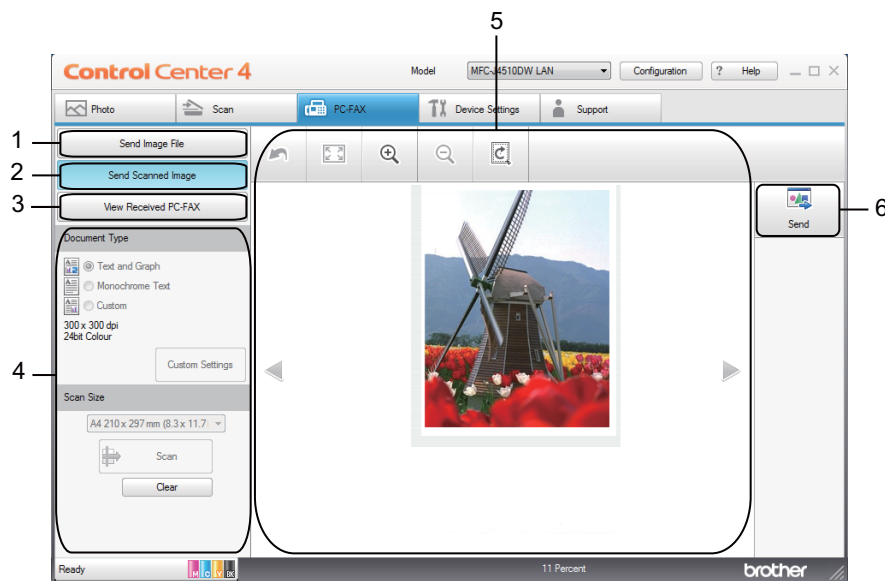 5
Control Center 4
Model MFC-J4510DW LAN Configuration ? Help
Photo Scan PC-FAX Device Settings Support
1 Send Image File
2 Send Scanned Image
3 View Received PC-FAX
Send 6
Document Type
Text and Graph
Monochrome Text
Custom
300 x 300 dpi
24bit Colour
Custom Settings
4
Scan Size
A4 210 x 297 mm (8.3 x 11.7
Scan
Clear
Ready M C Y BK 11 Percent brother